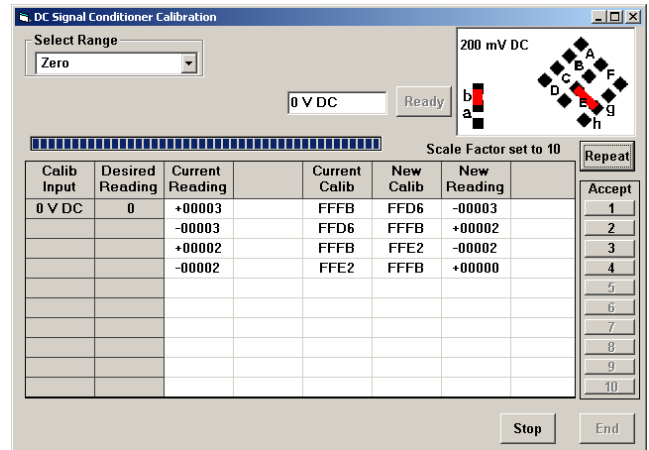 DC Signal Conditioner Calibration
Select Range
Zero
0 V DC
Ready
200 mV DC
A
B
C
D
E
F
g
h
b
a
Scale Factor set to 10
Repeat
Calib Input Desired Reading Current Reading Current Calib New Calib New Reading
Accept
0 V DC 0 +00003 FFFB FFD6 -00003 1
-00003 FFD6 FFFB +00002 2
+00002 FFFB FFE2 -00002 3
-00002 FFE2 FFFB +00000 4
5
6
7
8
9
10
Stop End